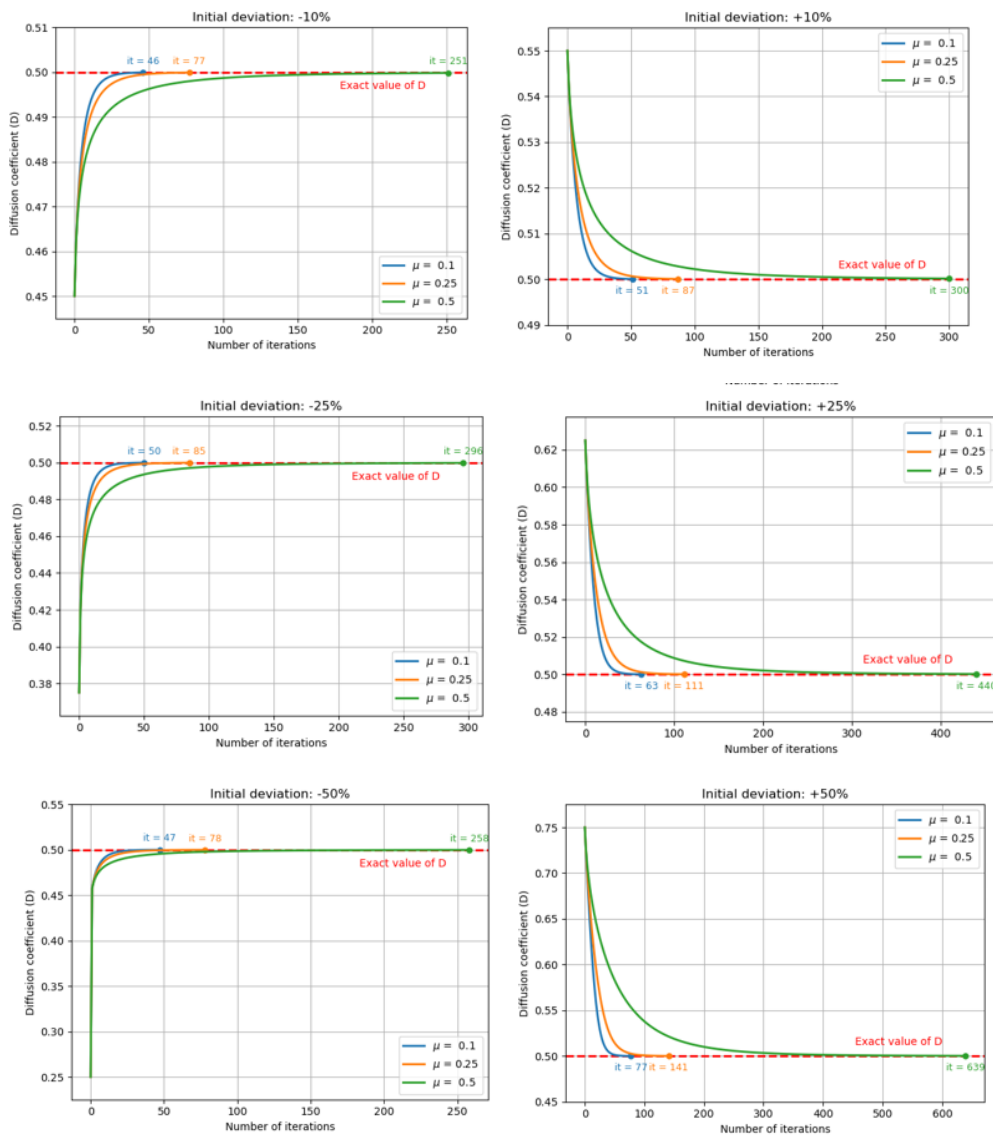 Initial deviation: -10%
0.51
0.50
0.49
0.48
0.47
0.46
0.45
Diffusion coefficient (D)
it = 46
it = 77
it = 251
Exact value of D
μ = 0.1
μ = 0.25
μ = 0.5
0
50
100
150
200
250
Number of iterations
Initial deviation: +10%
0.55
0.54
0.53
0.52
0.51
0.50
0.49
Diffusion coefficient (D)
μ = 0.1
μ = 0.25
μ = 0.5
Exact value of D
it = 51
it = 87
it = 300
0
50
100
150
200
250
300
Number of iterations
Initial deviation: -25%
0.52
0.50
0.48
0.46
0.44
0.42
0.40
0.38
Diffusion coefficient (D)
it = 50
it = 85
it = 296
Exact value of D
μ = 0.1
μ = 0.25
μ = 0.5
0
50
100
150
200
250
300
Number of iterations
Initial deviation: +25%
0.62
0.60
0.58
0.56
0.54
0.52
0.50
0.48
Diffusion coefficient (D)
μ = 0.1
μ = 0.25
μ = 0.5
Exact value of D
it = 63
it = 111
it = 440
0
100
200
300
400
Number of iterations
Initial deviation: -50%
0.55
0.50
0.45
0.40
0.35
0.30
0.25
Diffusion coefficient (D)
it = 47
it = 78
it = 258
Exact value of D
μ = 0.1
μ = 0.25
μ = 0.5
0
50
100
150
200
250
Number of iterations
Initial deviation: +50%
0.75
0.70
0.65
0.60
0.55
0.50
0.45
Diffusion coefficient (D)
μ = 0.1
μ = 0.25
μ = 0.5
Exact value of D
it = 77
it = 141
it = 639
0
100
200
300
400
500
600
Number of iterations